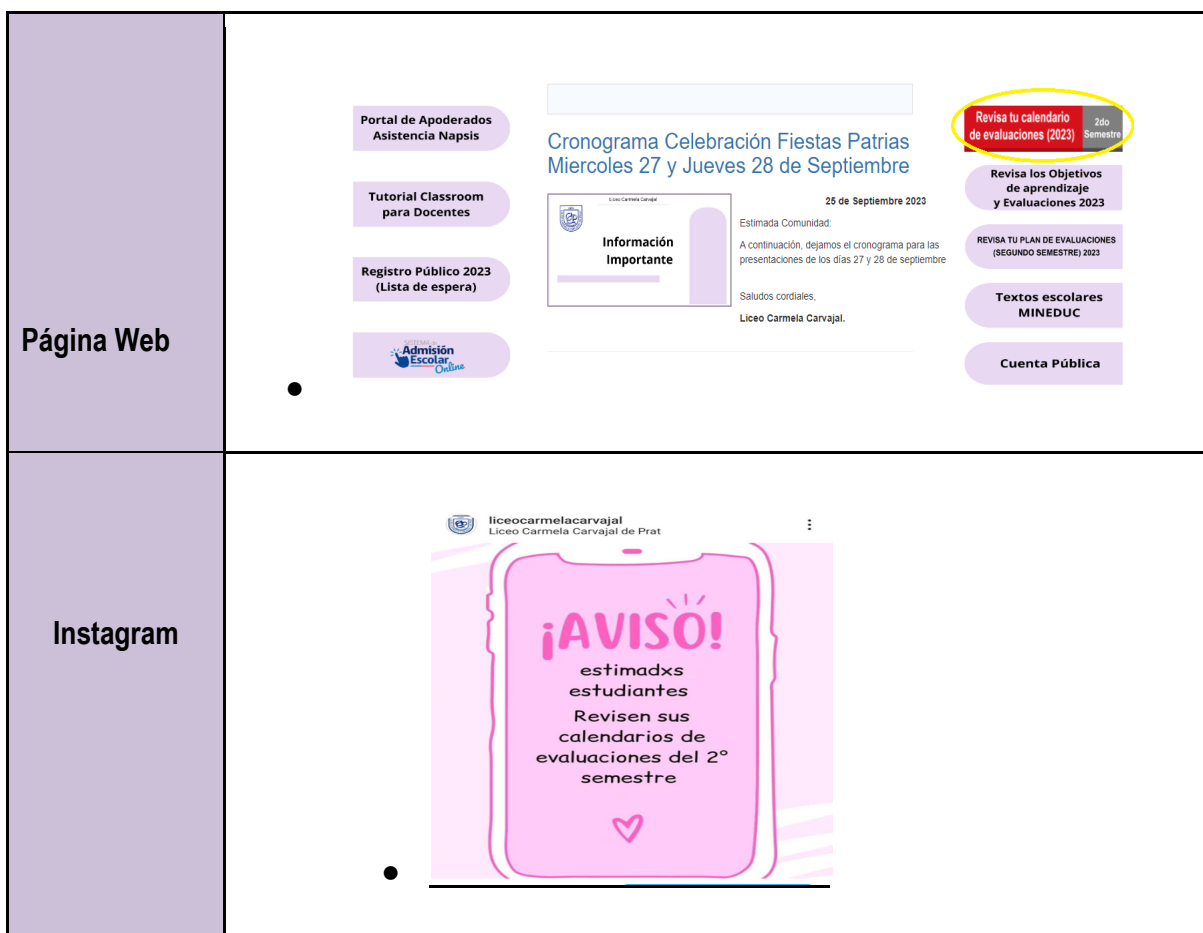 Página Web
Portal de Apoderados
Asistencia Napsis
Tutorial Classroom
para Docentes
Registro Público 2023
(Lista de espera)
SISTEMA de
Admisión
Escolar
Online
Cronograma Celebración Fiestas Patrias
Miercoles 27 y Jueves 28 de Septiembre
Liceo Carmela Carvajal
Información
Importante
25 de Septiembre 2023
Estimada Comunidad:
A continuación, dejamos el cronograma para las
presentaciones de los días 27 y 28 de septiembre
Saludos cordiales,
Liceo Carmela Carvajal.
Revisa tu calendario
de evaluaciones (2023)
2do
Semestre
Revisa los Objetivos
de aprendizaje
y Evaluaciones 2023
REVISA TU PLAN DE EVALUACIONES
(SEGUNDO SEMESTRE) 2023
Textos escolares
MINEDUC
Cuenta Pública
Instagram
liceocarmelacarvajal
Liceo Carmela Carvajal de Prat
¡AVISO!
estimadxs
estudiantes
Revisen sus
calendarios de
evaluaciones del 2°
semestre